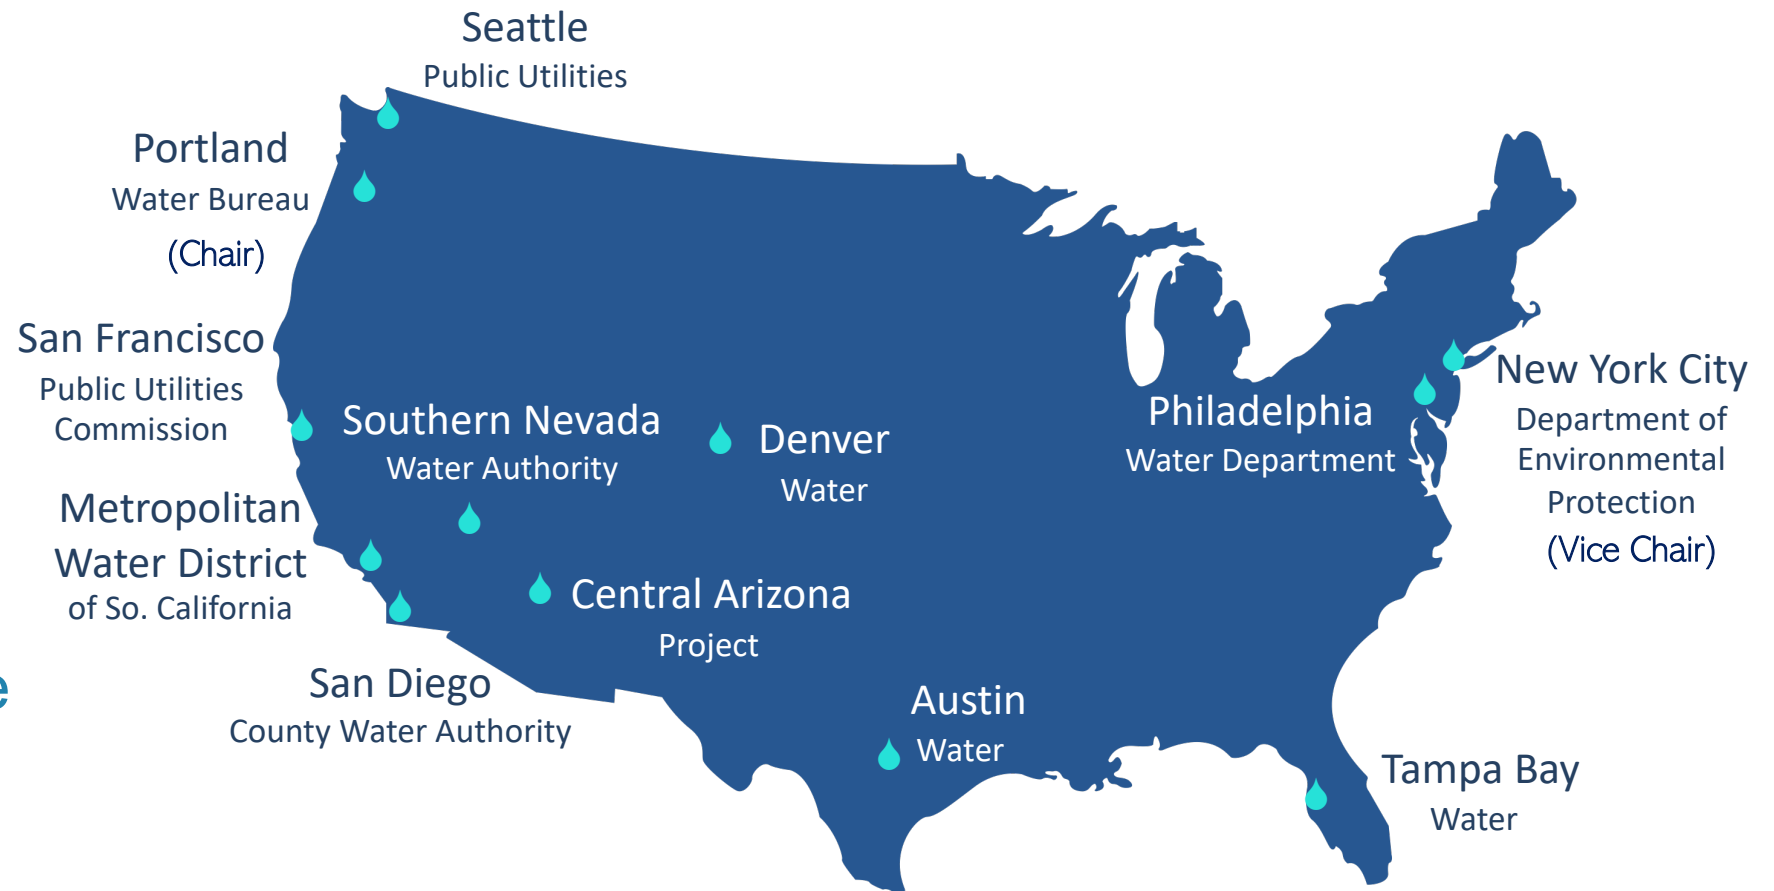 Seattle
Public Utilities
Portland
Water Bureau
(Chair)
San Francisco
Public Utilities
Commission
Southern Nevada
Water Authority
Denver
Water
Philadelphia
Water Department
New York City
Department of
Environmental
Protection
(Vice Chair)
Metropolitan
Water District
of So. California
Central Arizona
Project
San Diego
County Water Authority
Austin
Water
Tampa Bay
Water